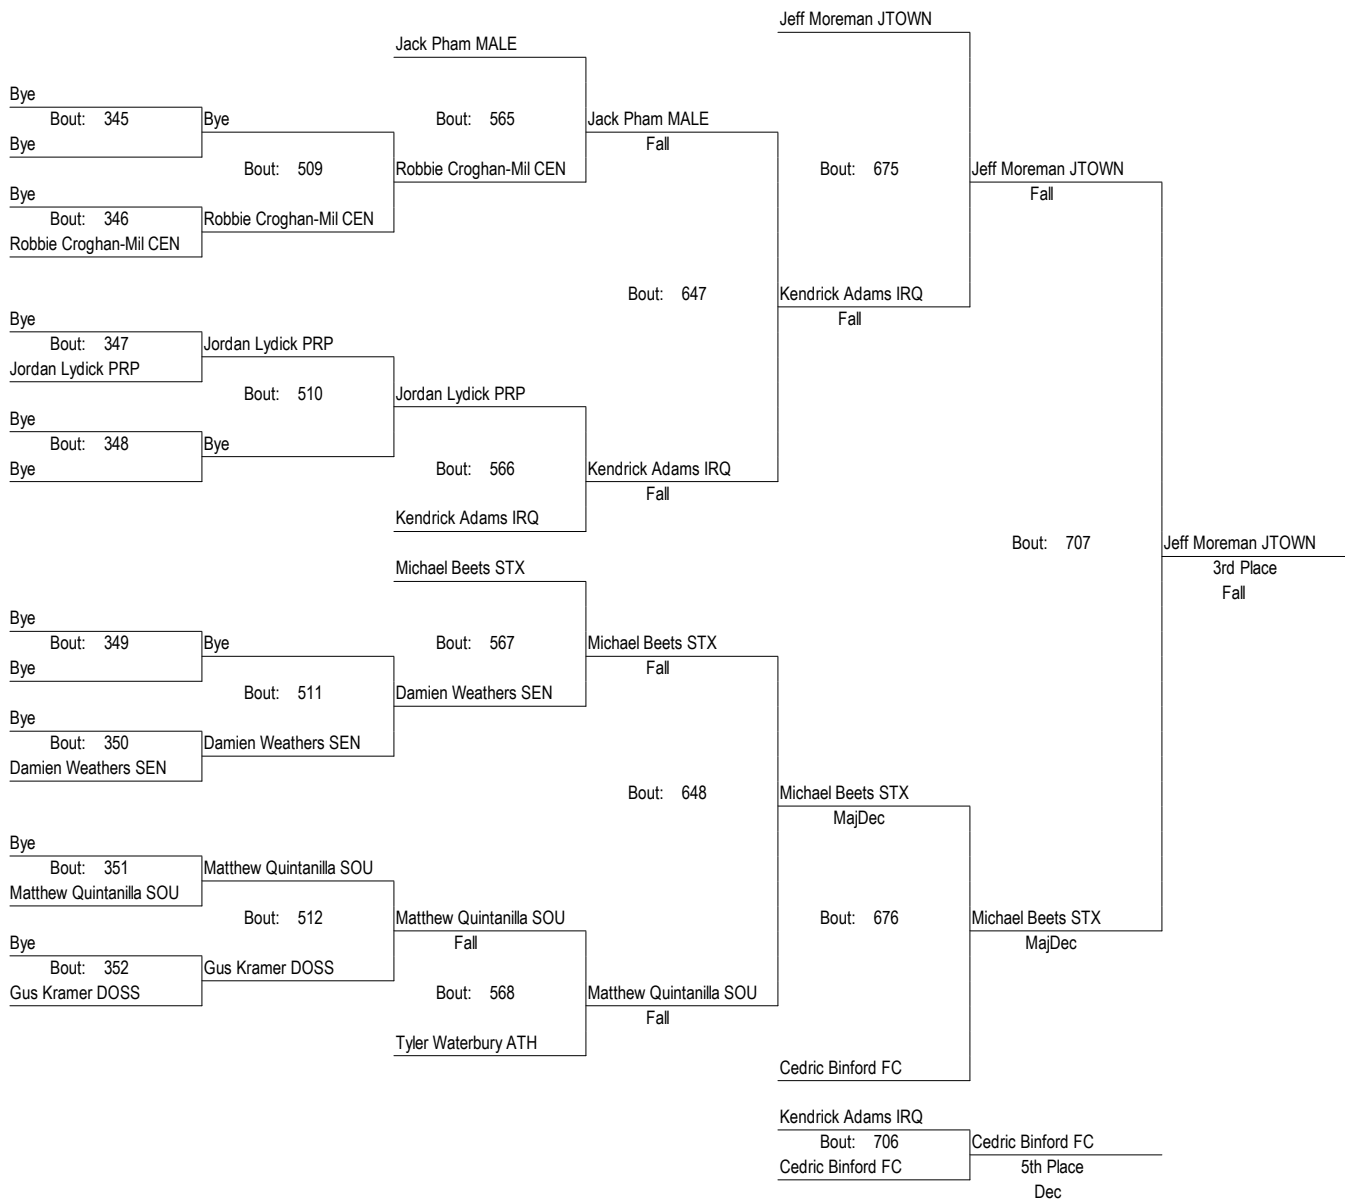 Jeff Moreman JTOWN
Jack Pham MALE
Bye
Bout: 345
Bye
Bout: 565
Jack Pham MALE
Bye
Fall
Bout: 509
Robbie Croghan-Mil CEN
Bout: 675
Jeff Moreman JTOWN
Bye
Fall
Bout: 346
Robbie Croghan-Mil CEN
Robbie Croghan-Mil CEN
Bout: 647
Kendrick Adams IRQ
Bye
Fall
Bout: 347
Jordan Lydick PRP
Jordan Lydick PRP
Bout: 510
Jordan Lydick PRP
Bye
Bout: 348
Bye
Bye
Bout: 566
Kendrick Adams IRQ
Fall
Kendrick Adams IRQ
Bout: 707
Jeff Moreman JTOWN
Michael Beets STX
3rd Place
Fall
Bye
Bout: 349
Bye
Bout: 567
Michael Beets STX
Bye
Fall
Bout: 511
Damien Weathers SEN
Bye
Bout: 350
Damien Weathers SEN
Damien Weathers SEN
Bout: 648
Michael Beets STX
MajDec
Bye
Bout: 351
Matthew Quintanilla SOU
Matthew Quintanilla SOU
Bout: 512
Matthew Quintanilla SOU
Bout: 676
Michael Beets STX
Bye
Fall
MajDec
Bout: 352
Gus Kramer DOSS
Gus Kramer DOSS
Bout: 568
Matthew Quintanilla SOU
Fall
Tyler Waterbury ATH
Cedric Binford FC
Kendrick Adams IRQ
Bout: 706
Cedric Binford FC
Cedric Binford FC
5th Place
Dec